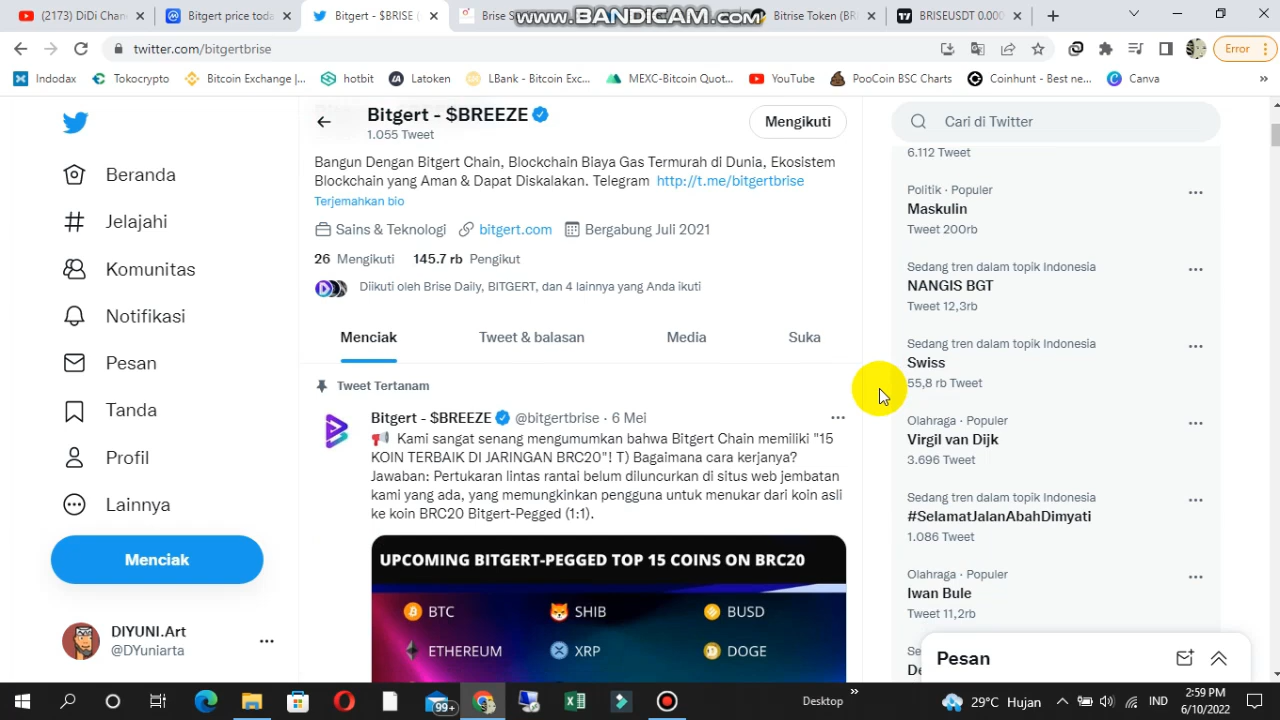 (2173) DiDi Chan
Bitgert price toda
Bitgert - $BRISE (
Brise S
www.BANDICAM.com
Bitrise Token (BR
BRISEUSDT 0.000
twitter.com/bitgertbrise
Error
Indodax
Tokocrypto
Bitcoin Exchange |...
hotbit
Latoken
LBank - Bitcoin Exc...
MEXC-Bitcoin Quot...
YouTube
PooCoin BSC Charts
Coinhunt - Best ne...
Canva
»
Beranda
Jelajahi
Komunitas
Notifikasi
Pesan
Tanda
Profil
Lainnya
Menciak
DIYUNI.Art
@DYuniarta
Bitgert - $BREEZE
1.055 Tweet
Mengikuti
Bangun Dengan Bitgert Chain, Blockchain Biaya Gas Termurah di Dunia, Ekosistem
Blockchain yang Aman & Dapat Diskalakan. Telegram http://t.me/bitgertbrise
Terjemahkan bio
Sains & Teknologi bitgert.com Bergabung Juli 2021
26 Mengikuti 145.7 rb Pengikut
Diikuti oleh Brise Daily, BITGERT, dan 4 lainnya yang Anda ikuti
Menciak
Tweet & balasan
Media
Suka
Tweet Tertanam
Bitgert - $BREEZE @bitgertbrise · 6 Mei
Kami sangat senang mengumumkan bahwa Bitgert Chain memiliki "15
KOIN TERBAIK DI JARINGAN BRC20"! T) Bagaimana cara kerjanya?
Jawaban: Pertukaran lintas rantai belum diluncurkan di situs web jembatan
kami yang ada, yang memungkinkan pengguna untuk menukar dari koin asli
ke koin BRC20 Bitgert-Pegged (1:1).
UPCOMING BITGERT-PEGGED TOP 15 COINS ON BRC20
BTC
SHIB
BUSD
ETHEREUM
XRP
DOGE
Cari di Twitter
6.112 Tweet
Politik · Populer
Maskulin
Tweet 200rb
Sedang tren dalam topik Indonesia
NANGIS BGT
Tweet 12,3rb
Sedang tren dalam topik Indonesia
Swiss
55,8 rb Tweet
Olahraga · Populer
Virgil van Dijk
3.696 Tweet
Sedang tren dalam topik Indonesia
#SelamatJalanAbahDimyati
1.086 Tweet
Olahraga · Populer
Iwan Bule
Tweet 11,2rb
Pesan
99+
Desktop
»
29°C Hujan
IND
2:59 PM
6/10/2022